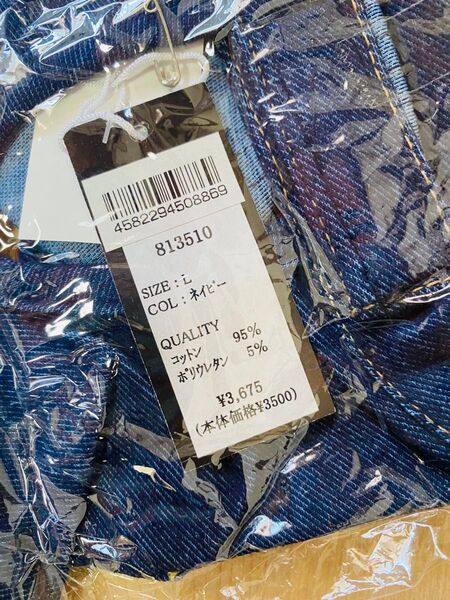 4582294508859
813510
SIZE : L
COL : ネイビー
QUALITY
コットン 95%
ポリウレタン 5%
¥3,675
(本体価格¥3500)